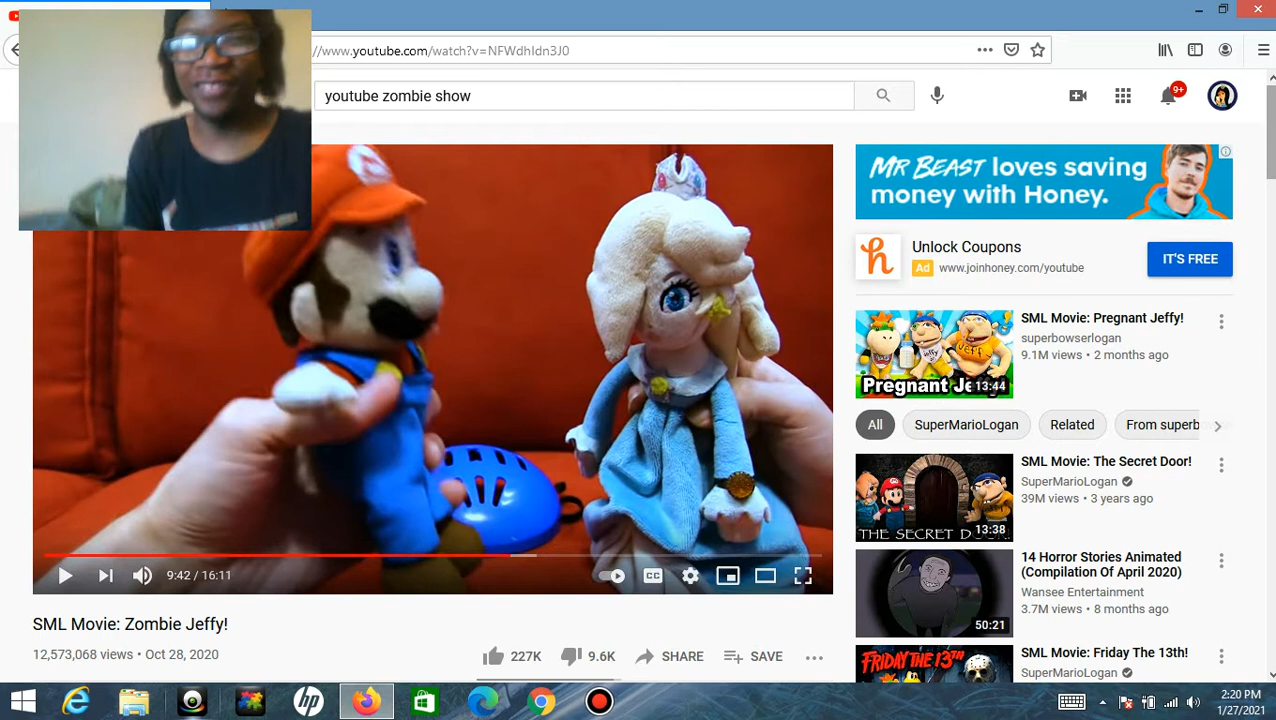 //www.youtube.com/watch?v=NFWdhIdn3J0
youtube zombie show
9+
MR BEAST loves saving
money with Honey.
Unlock Coupons
Ad www.joinhoney.com/youtube
IT'S FREE
Pregnant Je
13:44
SML Movie: Pregnant Jeffy!
superbowserlogan
9.1M views • 2 months ago
All
SuperMarioLogan
Related
From superb
THE SECRET DO
13:38
SML Movie: The Secret Door!
SuperMarioLogan
39M views • 3 years ago
50:21
14 Horror Stories Animated
(Compilation Of April 2020)
Wansee Entertainment
3.7M views • 8 months ago
FRIDAY THE 13TH
SML Movie: Friday The 13th!
SuperMarioLogan
9:42 / 16:11
CC
SML Movie: Zombie Jeffy!
12,573,068 views • Oct 28, 2020
227K
9.6K
SHARE
SAVE
2:20 PM
1/27/2021